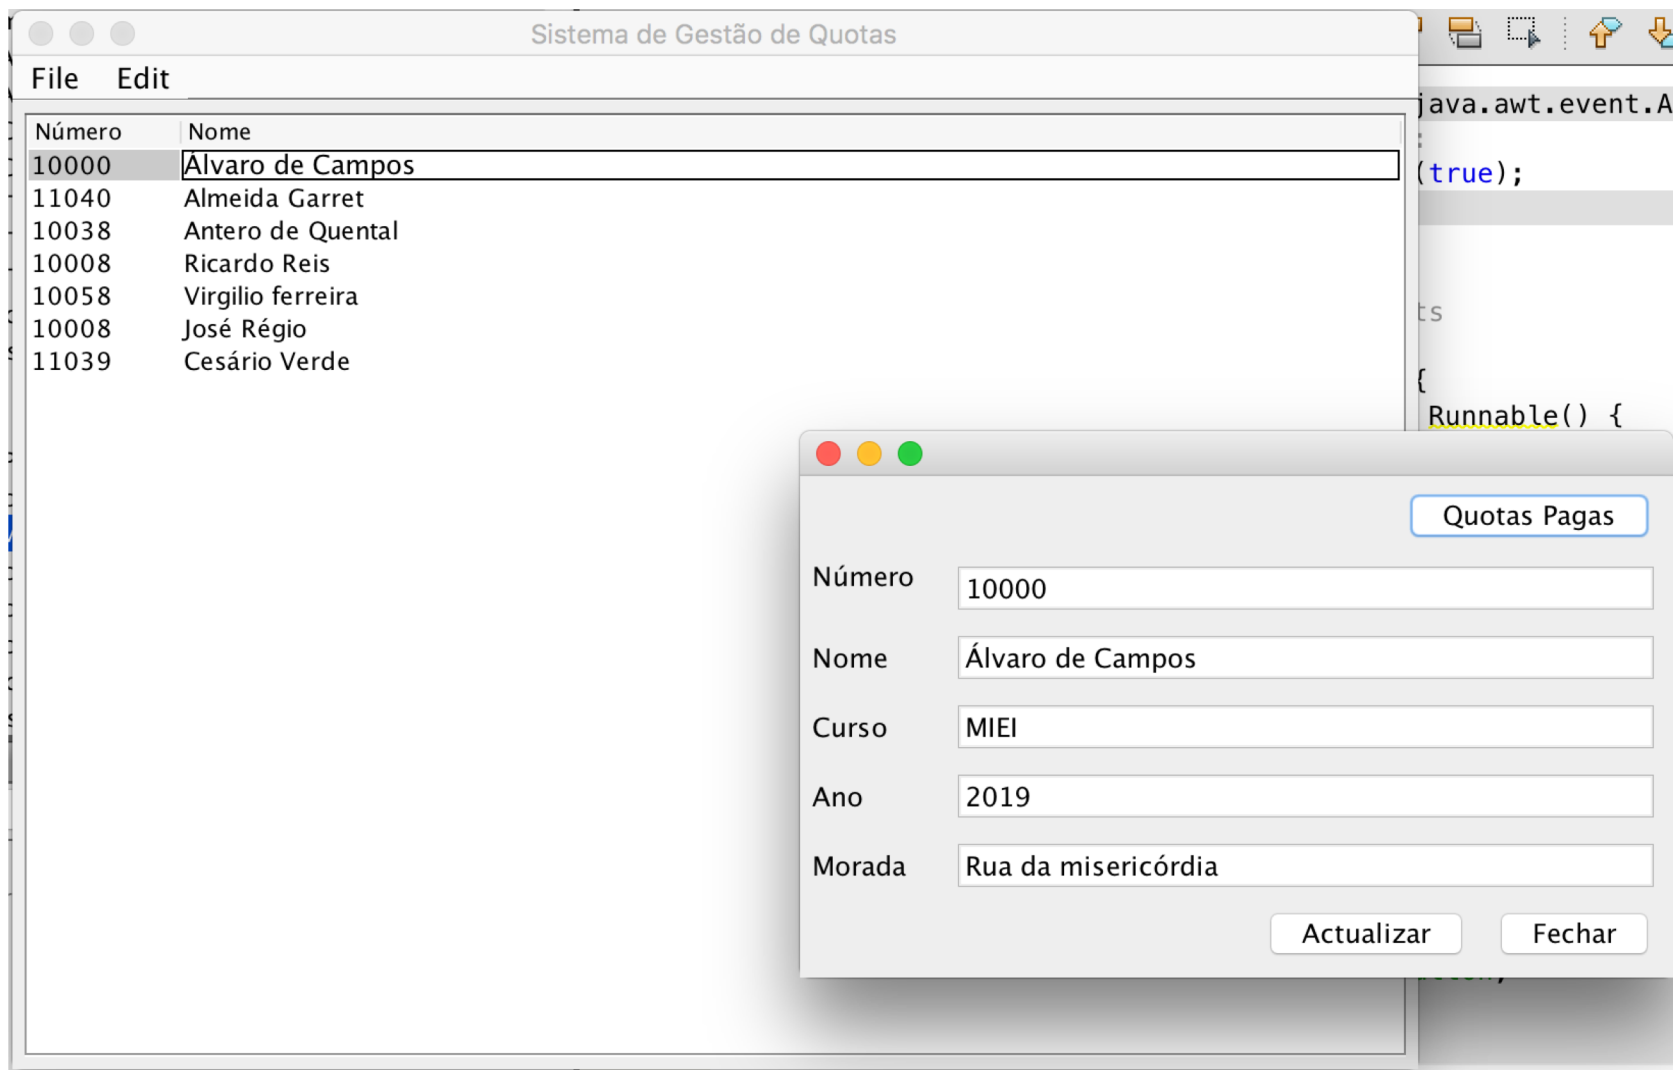 Sistema de Gestão de Quotas
File Edit
Número Nome
10000 Álvaro de Campos
11040 Almeida Garret
10038 Antero de Quental
10008 Ricardo Reis
10058 Virgilio ferreira
10008 José Régio
11039 Cesário Verde
java.awt.event.A
(true);
ts
{
Runnable() {
Quotas Pagas
Número 10000
Nome Álvaro de Campos
Curso MIEI
Ano 2019
Morada Rua da misericórdia
Actualizar Fechar